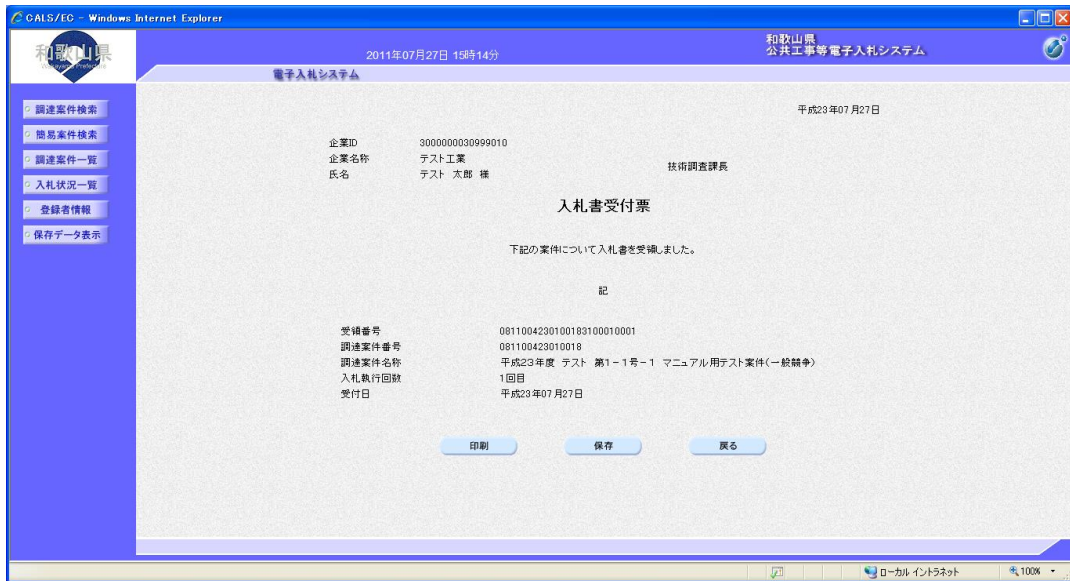 CALS/EC - Windows Internet Explorer
和歌山県
Wakayama Prefecture
2011年07月27日 15時14分
和歌山県
公共工事等電子入札システム
電子入札システム
調達案件検索
簡易案件検索
調達案件一覧
入札状況一覧
登録者情報
保存データ表示
平成23年07月27日
企業ID 3000000030999010
企業名称 テスト工業
氏名 テスト 太郎 様
技術調査課長
入札書受付票
下記の案件について入札書を受領しました。
記
受領番号 0811004230100183100010001
調達案件番号 081100423010018
調達案件名称 平成23年度 テスト 第1-1号-1 マニュアル用テスト案件(一般競争)
入札執行回数 1回目
受付日 平成23年07月27日
印刷 保存 戻る
ローカル イントラネット 100%